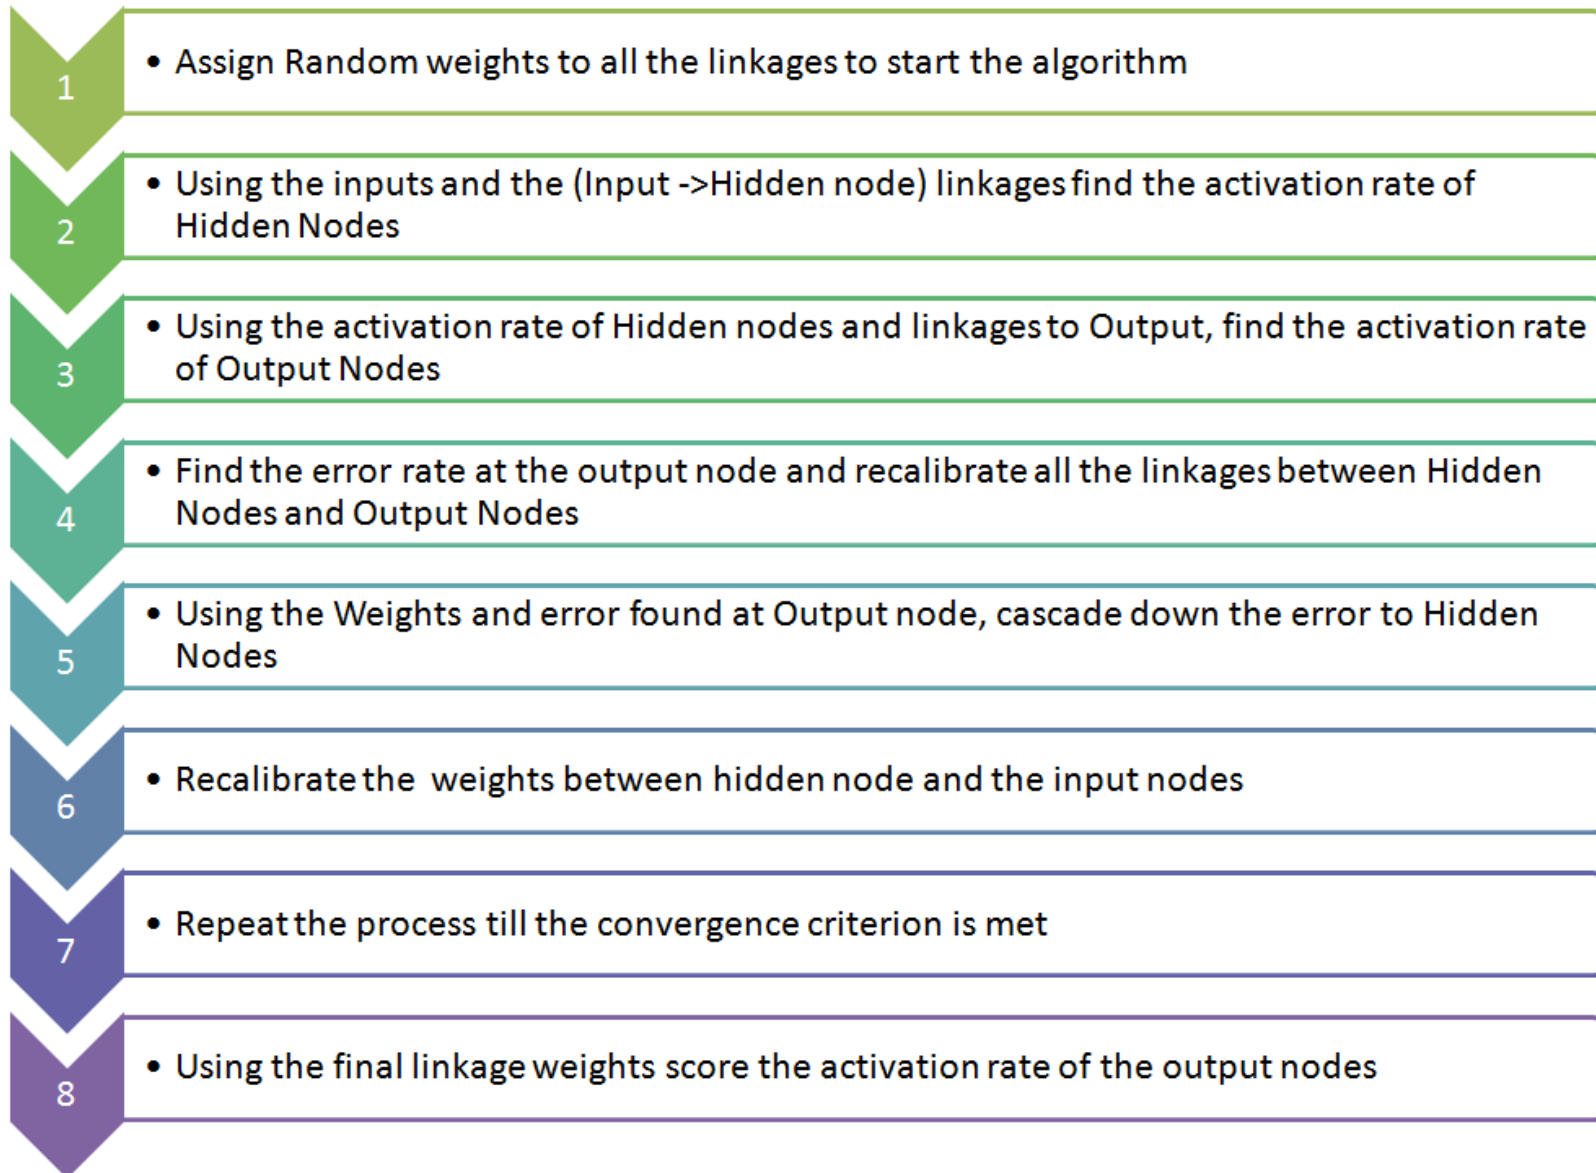 1
• Assign Random weights to all the linkages to start the algorithm
2
• Using the inputs and the (Input ->Hidden node) linkages find the activation rate of
Hidden Nodes
3
• Using the activation rate of Hidden nodes and linkages to Output, find the activation rate
of Output Nodes
4
• Find the error rate at the output node and recalibrate all the linkages between Hidden
Nodes and Output Nodes
5
• Using the Weights and error found at Output node, cascade down the error to Hidden
Nodes
6
• Recalibrate the weights between hidden node and the input nodes
7
• Repeat the process till the convergence criterion is met
8
• Using the final linkage weights score the activation rate of the output nodes